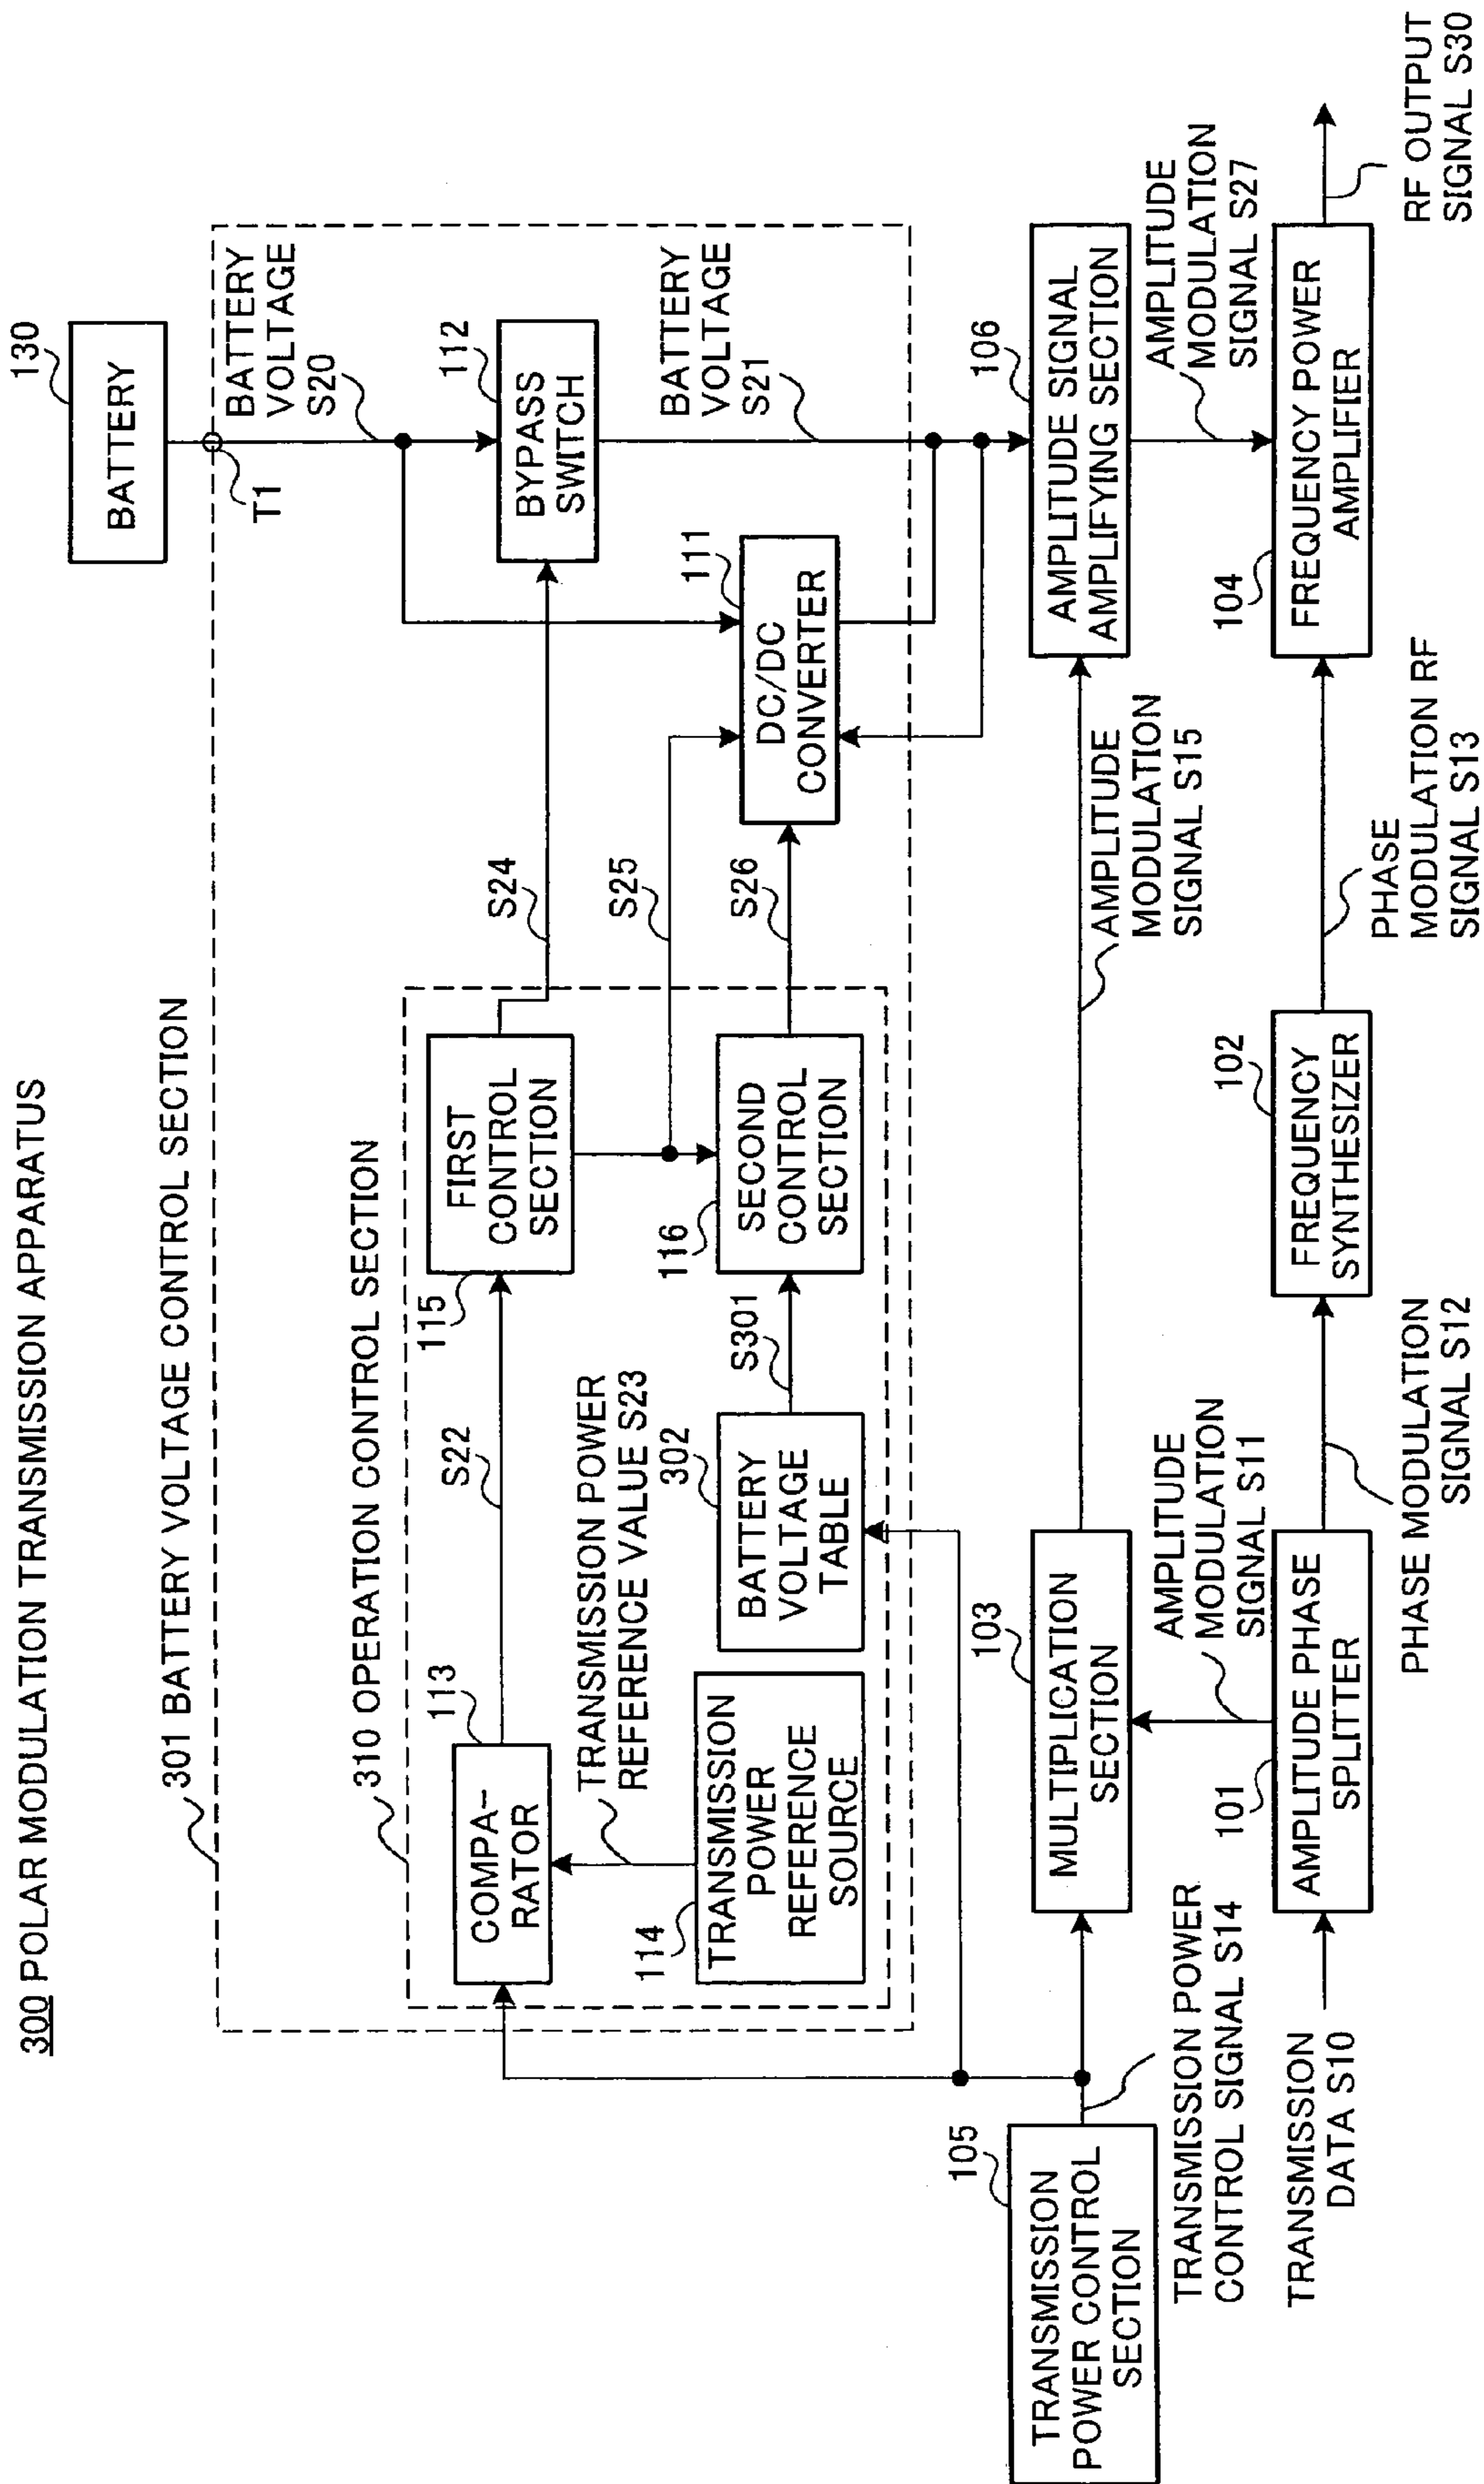 300 POLAR MODULATION TRANSMISSION APPARATUS
301 BATTERY VOLTAGE CONTROL SECTION
310 OPERATION CONTROL SECTION
130
BATTERY
T1
BATTERY
VOLTAGE
S20
112
BYPASS
SWITCH
BATTERY
VOLTAGE
S21
111
DC/DC
CONVERTER
S24
S25
S26
115
FIRST
CONTROL
SECTION
116
SECOND
CONTROL
SECTION
S22
S301
113
COMPA-
RATOR
TRANSMISSION POWER
REFERENCE VALUE S23
114
TRANSMISSION
POWER
REFERENCE
SOURCE
302
BATTERY
VOLTAGE
TABLE
105
TRANSMISSION
POWER CONTROL
SECTION
TRANSMISSION POWER
CONTROL SIGNAL S14
103
MULTIPLICATION
SECTION
AMPLITUDE
MODULATION
SIGNAL S15
106
AMPLITUDE SIGNAL
AMPLIFYING SECTION
AMPLITUDE
MODULATION
SIGNAL S27
AMPLITUDE
MODULATION
SIGNAL S11
TRANSMISSION
DATA S10
101
AMPLITUDE PHASE
SPLITTER
PHASE MODULATION
SIGNAL S12
102
FREQUENCY
SYNTHESIZER
PHASE
MODULATION RF
SIGNAL S13
104
FREQUENCY POWER
AMPLIFIER
RF OUTPUT
SIGNAL S30